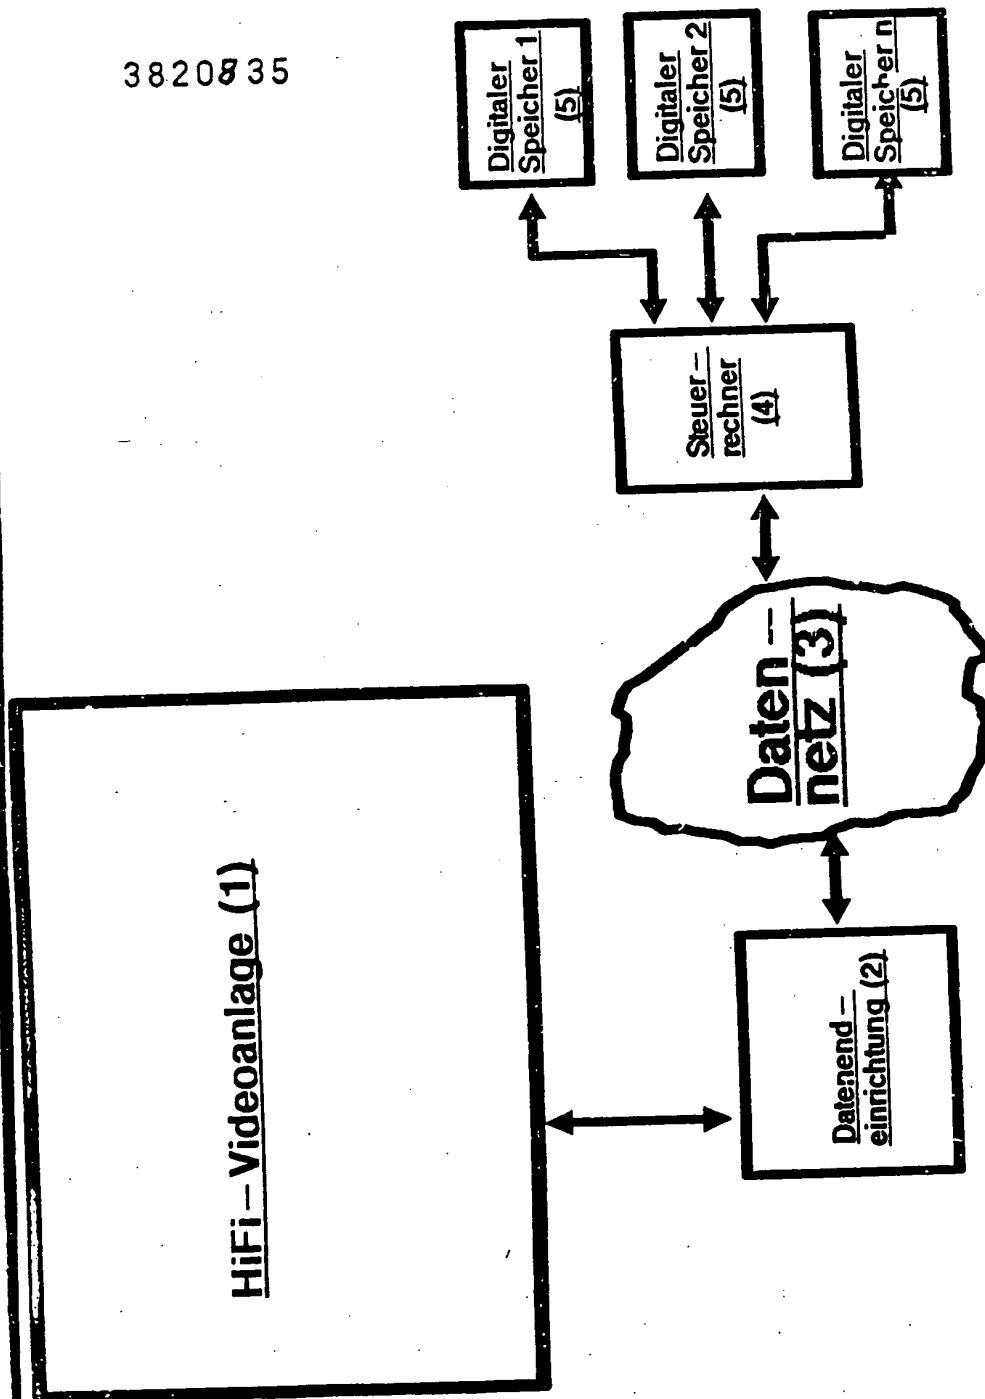 3820835
Digitaler
Speicher 1
(5)
Digitaler
Speicher 2
(5)
Digitaler
Speicher n
(5)
Steuer–
rechner
(4)
Daten–
netz (3)
HiFi–Videoanlage (1)
Datenend–
einrichtung (2)